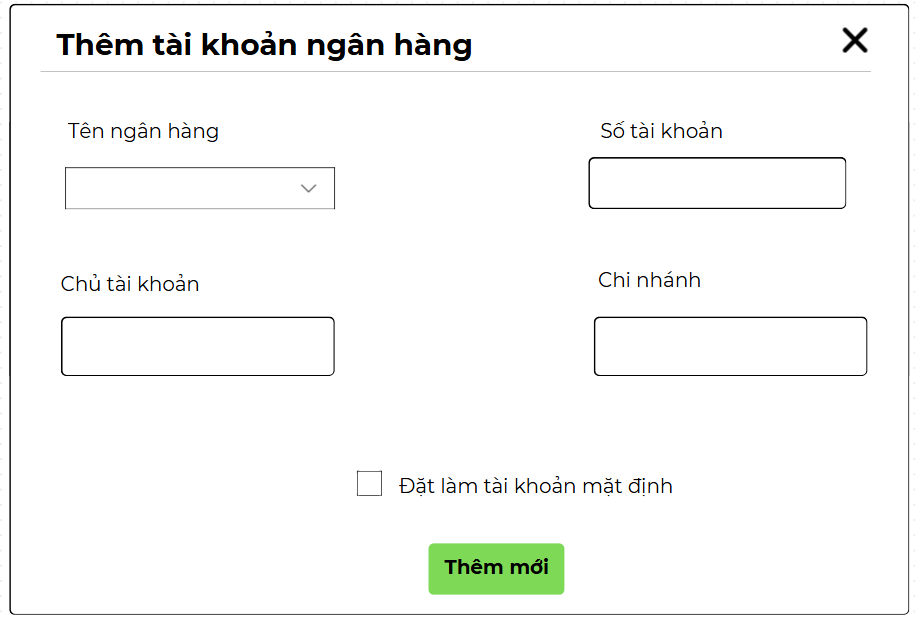 Thêm tài khoản ngân hàng
Tên ngân hàng
Số tài khoản
Chủ tài khoản
Chi nhánh
Đặt làm tài khoản mặt định
Thêm mới